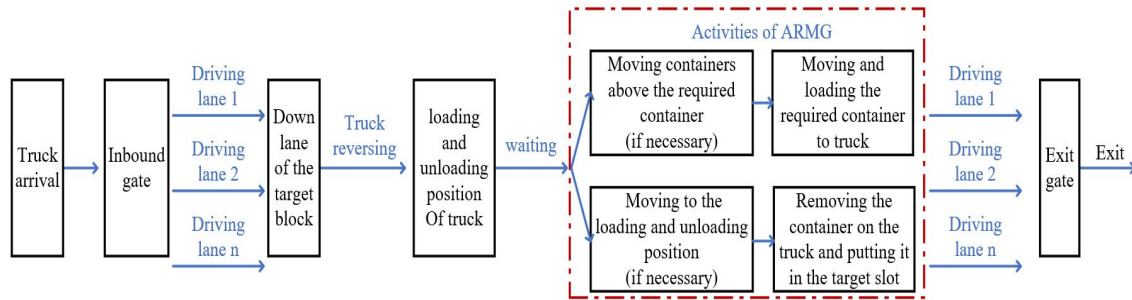 Truck
arrival
Inbound
gate
Driving
lane 1
Driving
lane 2
Driving
lane n
Down
lane
of the
target
block
Truck
reversing
loading
and
unloading
position
Of truck
waiting
Activities of ARMG
Moving containers
above the required
container
(if necessary)
Moving and
loading the
required container
to truck
Moving to the
loading and unloading
position
(if necessary)
Removing the
container on the
truck and putting it
in the target slot
Driving
lane 1
Driving
lane 2
Driving
lane n
Exit
gate
Exit